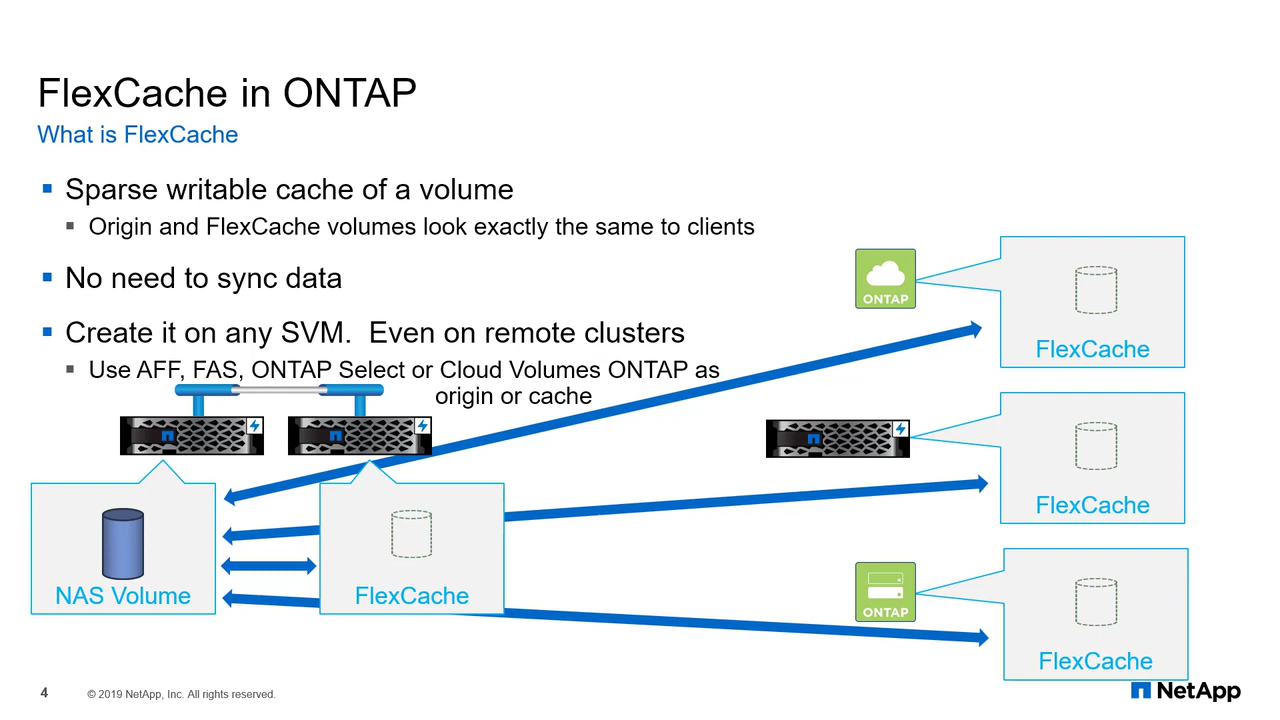 FlexCache in ONTAP
What is FlexCache
Sparse writable cache of a volume
Origin and FlexCache volumes look exactly the same to clients
No need to sync data
Create it on any SVM.  Even on remote clusters
Use AFF, FAS, ONTAP Select or Cloud Volumes ONTAP as
origin or cache
ONTAP
FlexCache
FlexCache
NAS Volume
FlexCache
ONTAP
FlexCache
4
© 2019 NetApp, Inc. All rights reserved.
NetApp